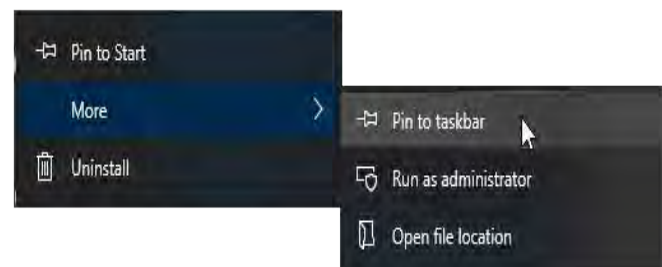 Pin to Start
More
Uninstall
Pin to taskbar
Run as administrator
Open file location